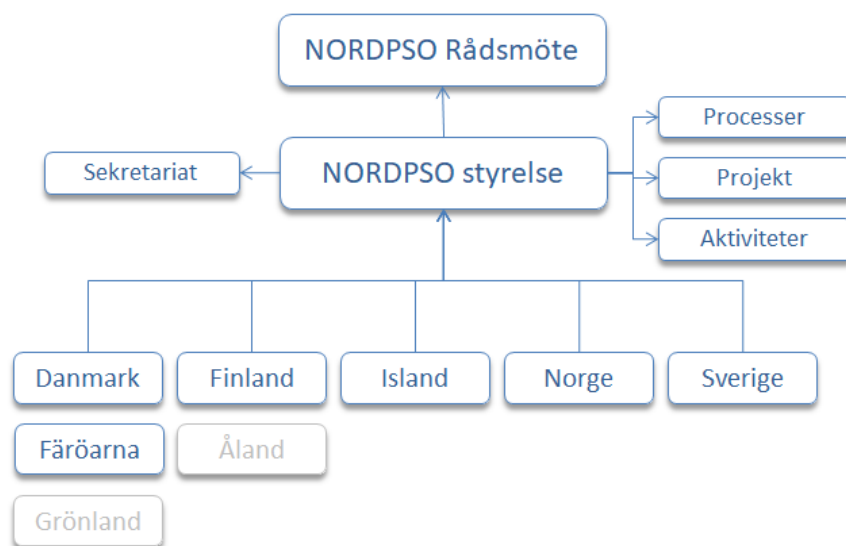 NORDPSO Rådsmöte
Processer
Sekretariat
NORDPSO styrelse
Projekt
Aktiviteter
Danmark
Finland
Island
Norge
Sverige
Färöarna
Åland
Grönland